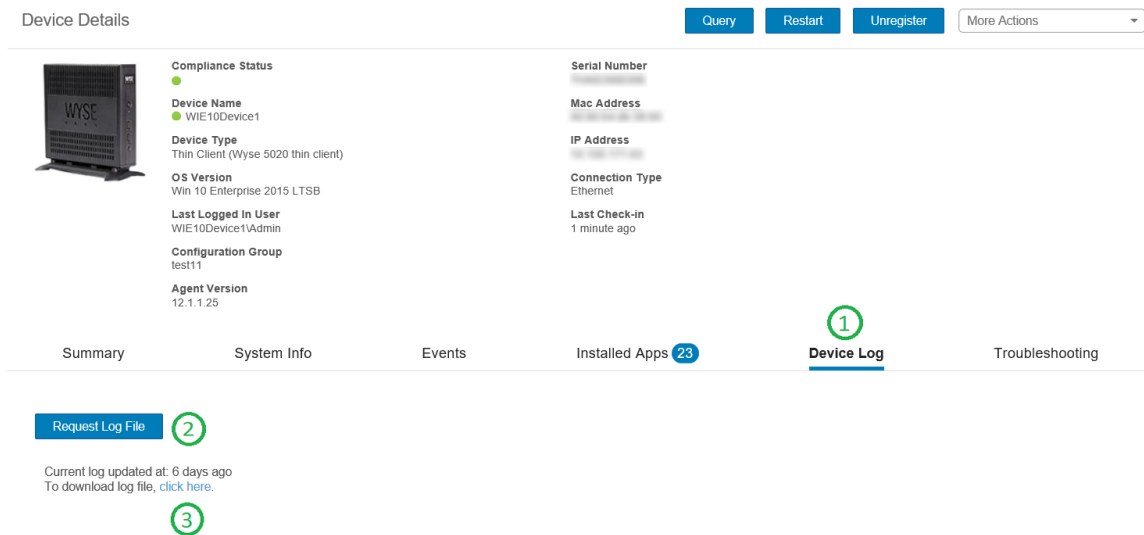 Device Details
Query
Restart
Unregister
More Actions
WYSE
Compliance Status
Device Name
WIE10Device1
Device Type
Thin Client (Wyse 5020 thin client)
OS Version
Win 10 Enterprise 2015 LTSB
Last Logged In User
WIE10Device1\Admin
Configuration Group
test11
Agent Version
12.1.1.25
Serial Number
Mac Address
IP Address
Connection Type
Ethernet
Last Check-in
1 minute ago
1
Summary
System Info
Events
Installed Apps 23
Device Log
Troubleshooting
Request Log File
2
Current log updated at: 6 days ago
To download log file, click here.
3